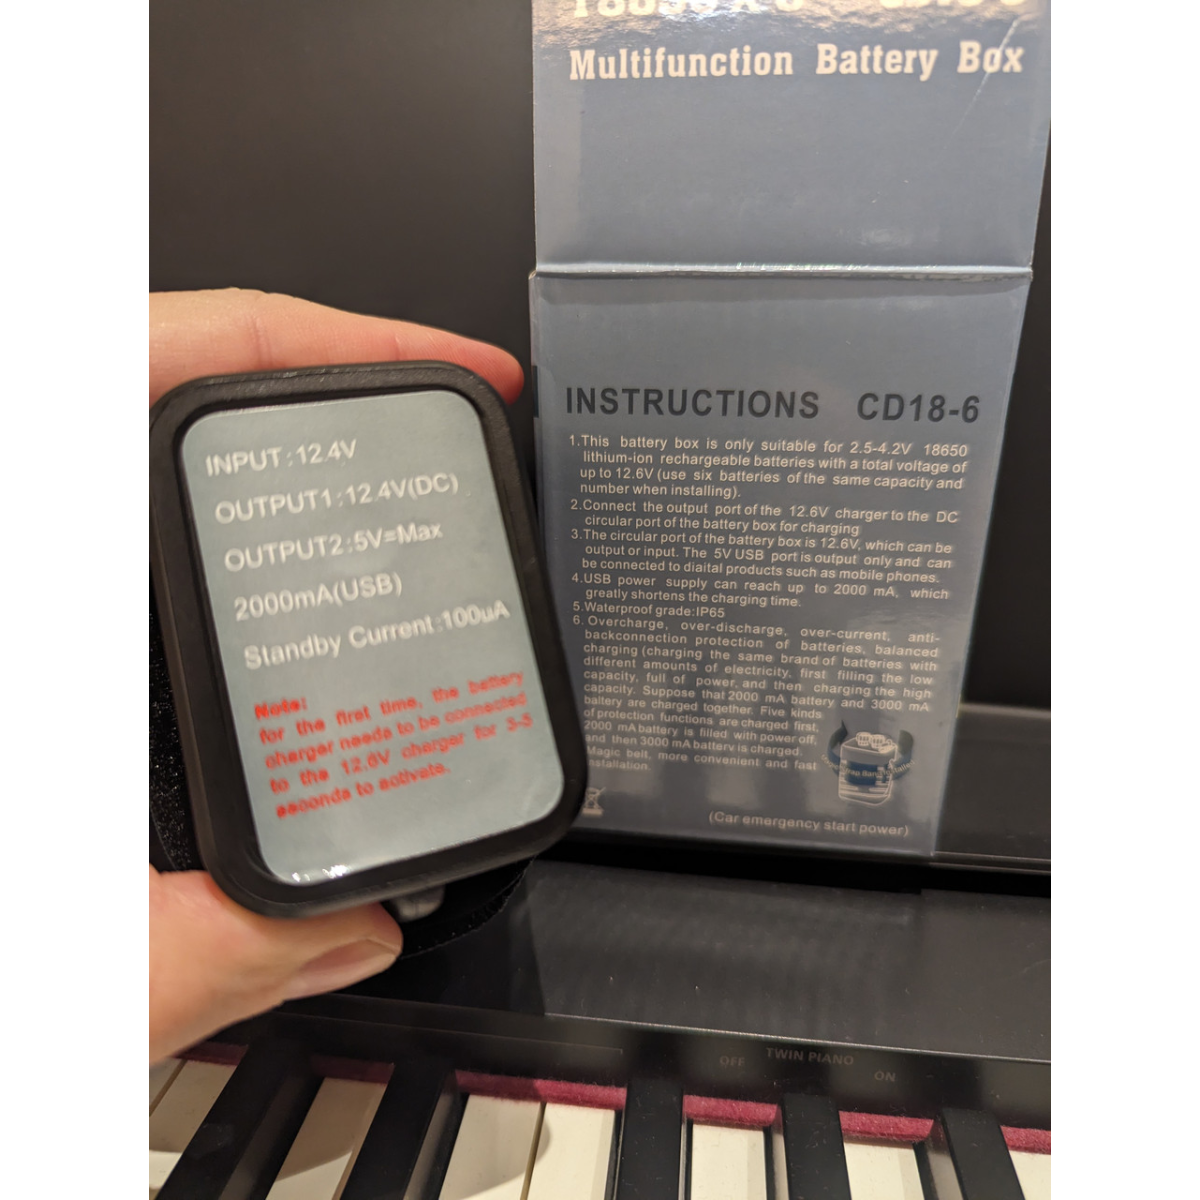 Multifunction Battery Box
INSTRUCTIONS CD18-6
1.This battery box is only suitable for 2.5-4.2V 18650
lithium-ion rechargeable batteries with a total voltage of
up to 12.6V (use six batteries of the same capacity and
number when installing).
2.Connect the output port of the 12.6V charger to the DC
circular port of the battery box for charging
3.The circular port of the battery box is 12.6V, which can be
output or input. The 5V USB port is output only and can
be connected to diaital products such as mobile phones.
4.USB power supply can reach up to 2000 mA, which
greatly shortens the charging time.
5.Waterproof grade:IP65
6. Overcharge, over-discharge, over-current, anti-
backconnection protection of batteries, balanced
charging (charging the same brand of batteries with
different amounts of electricity, first filling the low
capacity, full of power, and then charging the high
capacity. Suppose that 2000 mA battery and 3000 mA
battery are charged together. Five kinds
of protection functions are charged first,
2000 mA battery is filled with power off,
and then 3000 mA battery is charged.
Magic belt, more convenient and fast
installation.
(Car emergency start power)
INPUT:12.4V
OUTPUT1:12.4V(DC)
OUTPUT2:5V=Max
2000mA(USB)
Standby Current:100uA
Note:
for the first time, the battery
charger needs to be connected
to the 12.6V charger for 3-5
seconds to activate.
OFF TWIN PIANO ON